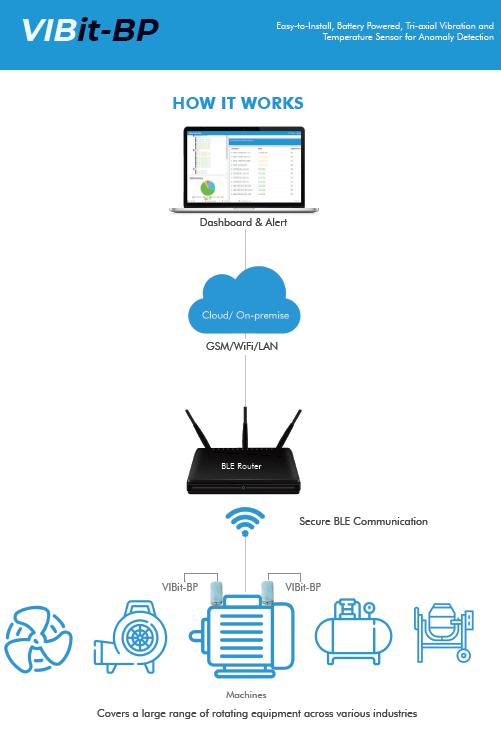 VIBit-BP
Easy-to-Install, Battery Powered, Tri-axial Vibration and
Temperature Sensor for Anomaly Detection
HOW IT WORKS
Dashboard & Alert
Cloud/ On-premise
GSM/WiFi/LAN
BLE Router
Secure BLE Communication
VIBit-BP
VIBit-BP
Machines
Covers a large range of rotating equipment across various industries